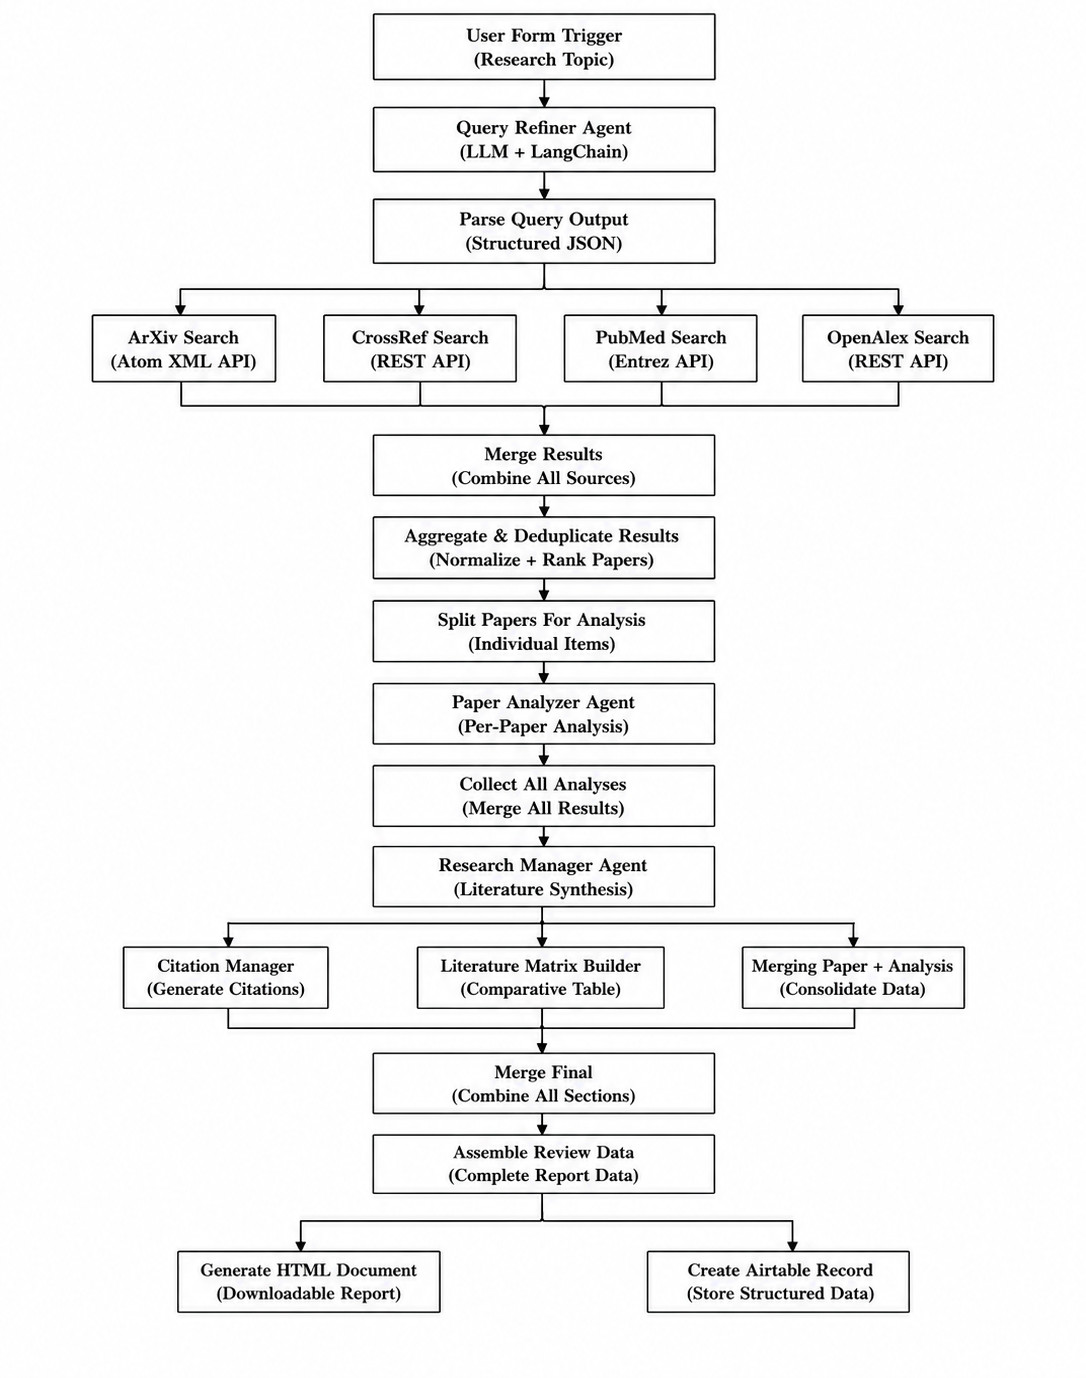 User Form Trigger
(Research Topic)
Query Refiner Agent
(LLM + LangChain)
Parse Query Output
(Structured JSON)
ArXiv Search
(Atom XML API)
CrossRef Search
(REST API)
PubMed Search
(Entrez API)
OpenAlex Search
(REST API)
Merge Results
(Combine All Sources)
Aggregate & Deduplicate Results
(Normalize + Rank Papers)
Split Papers For Analysis
(Individual Items)
Paper Analyzer Agent
(Per-Paper Analysis)
Collect All Analyses
(Merge All Results)
Research Manager Agent
(Literature Synthesis)
Citation Manager
(Generate Citations)
Literature Matrix Builder
(Comparative Table)
Merging Paper + Analysis
(Consolidate Data)
Merge Final
(Combine All Sections)
Assemble Review Data
(Complete Report Data)
Generate HTML Document
(Downloadable Report)
Create Airtable Record
(Store Structured Data)